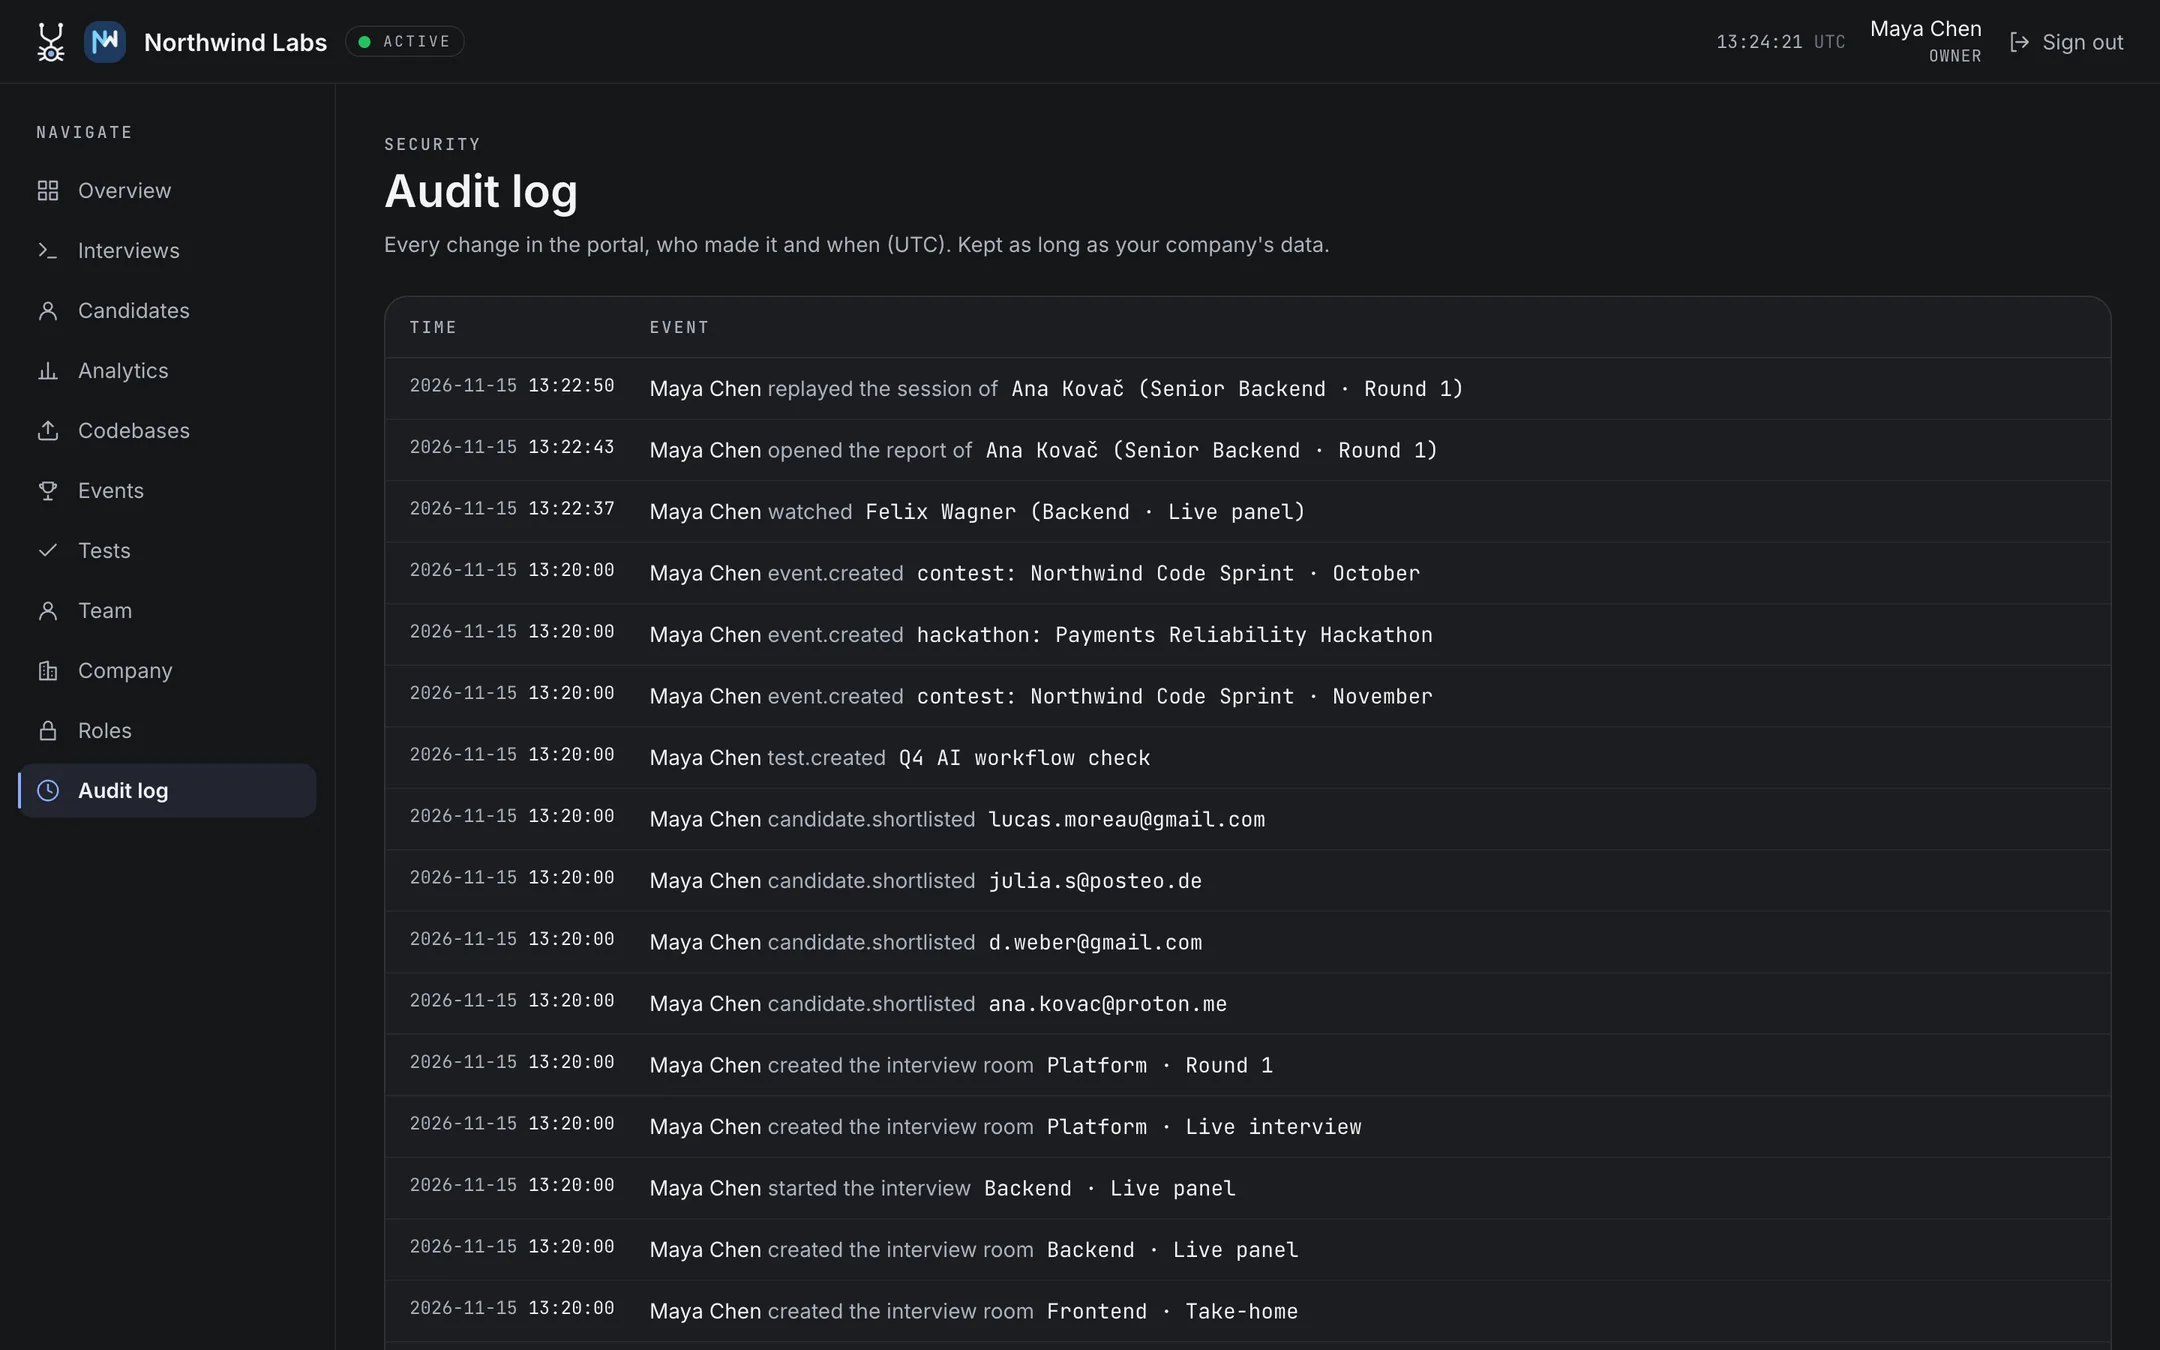 Northwind Labs
ACTIVE
13:24:21 UTC
Maya Chen
OWNER
Sign out
NAVIGATE
Overview
Interviews
Candidates
Analytics
Codebases
Events
Tests
Team
Company
Roles
Audit log
SECURITY
Audit log
Every change in the portal, who made it and when (UTC). Kept as long as your company's data.
TIME EVENT
2026-11-15 13:22:50 Maya Chen replayed the session of Ana Kovač (Senior Backend · Round 1)
2026-11-15 13:22:43 Maya Chen opened the report of Ana Kovač (Senior Backend · Round 1)
2026-11-15 13:22:37 Maya Chen watched Felix Wagner (Backend · Live panel)
2026-11-15 13:20:00 Maya Chen event.created contest: Northwind Code Sprint · October
2026-11-15 13:20:00 Maya Chen event.created hackathon: Payments Reliability Hackathon
2026-11-15 13:20:00 Maya Chen event.created contest: Northwind Code Sprint · November
2026-11-15 13:20:00 Maya Chen test.created Q4 AI workflow check
2026-11-15 13:20:00 Maya Chen candidate.shortlisted lucas.moreau@gmail.com
2026-11-15 13:20:00 Maya Chen candidate.shortlisted julia.s@posteo.de
2026-11-15 13:20:00 Maya Chen candidate.shortlisted d.weber@gmail.com
2026-11-15 13:20:00 Maya Chen candidate.shortlisted ana.kovac@proton.me
2026-11-15 13:20:00 Maya Chen created the interview room Platform · Round 1
2026-11-15 13:20:00 Maya Chen created the interview room Platform · Live interview
2026-11-15 13:20:00 Maya Chen started the interview Backend · Live panel
2026-11-15 13:20:00 Maya Chen created the interview room Backend · Live panel
2026-11-15 13:20:00 Maya Chen created the interview room Frontend · Take-home